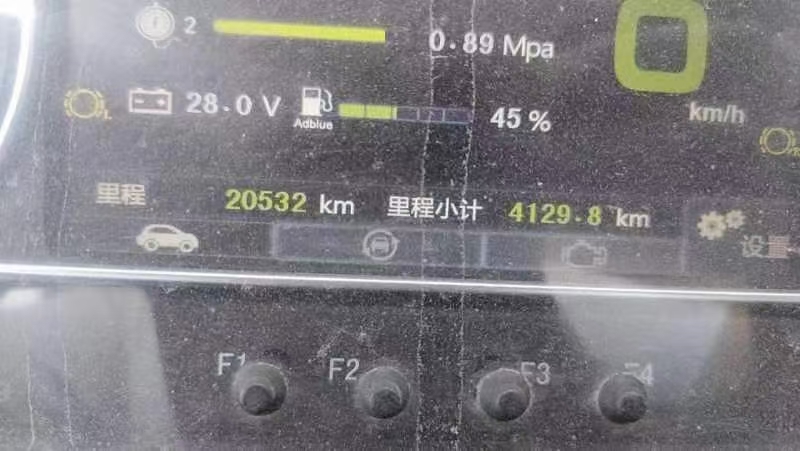 2 0.89 Mpa 0
28.0 V Adblue 45 % km/h
里程 20532 km 里程小计 4129.8 km
设置
F1 F2 F3 F4